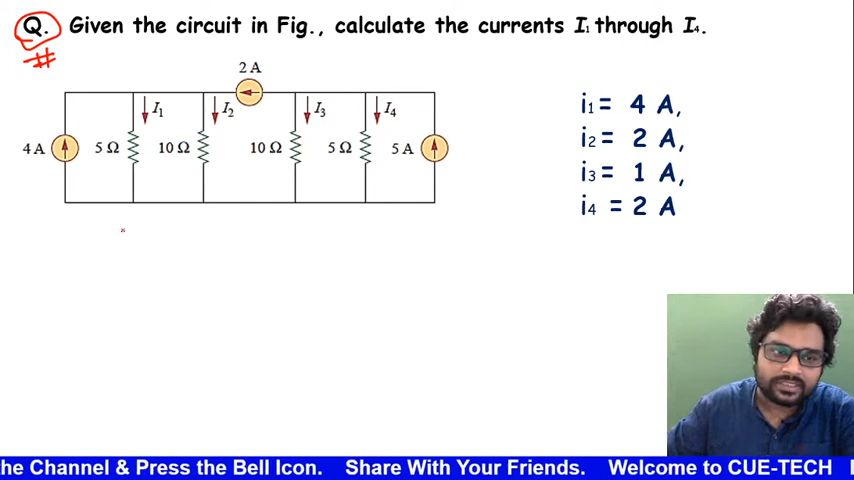 Q. Given the circuit in Fig., calculate the currents I1 through I4.
#
2 A
I1 I2 I3 I4
4 A 5 Ω 10 Ω 10 Ω 5 Ω 5 A
i1 = 4 A,
i2 = 2 A,
i3 = 1 A,
i4 = 2 A
the Channel & Press the Bell Icon. Share With Your Friends. Welcome to CUE-TECH